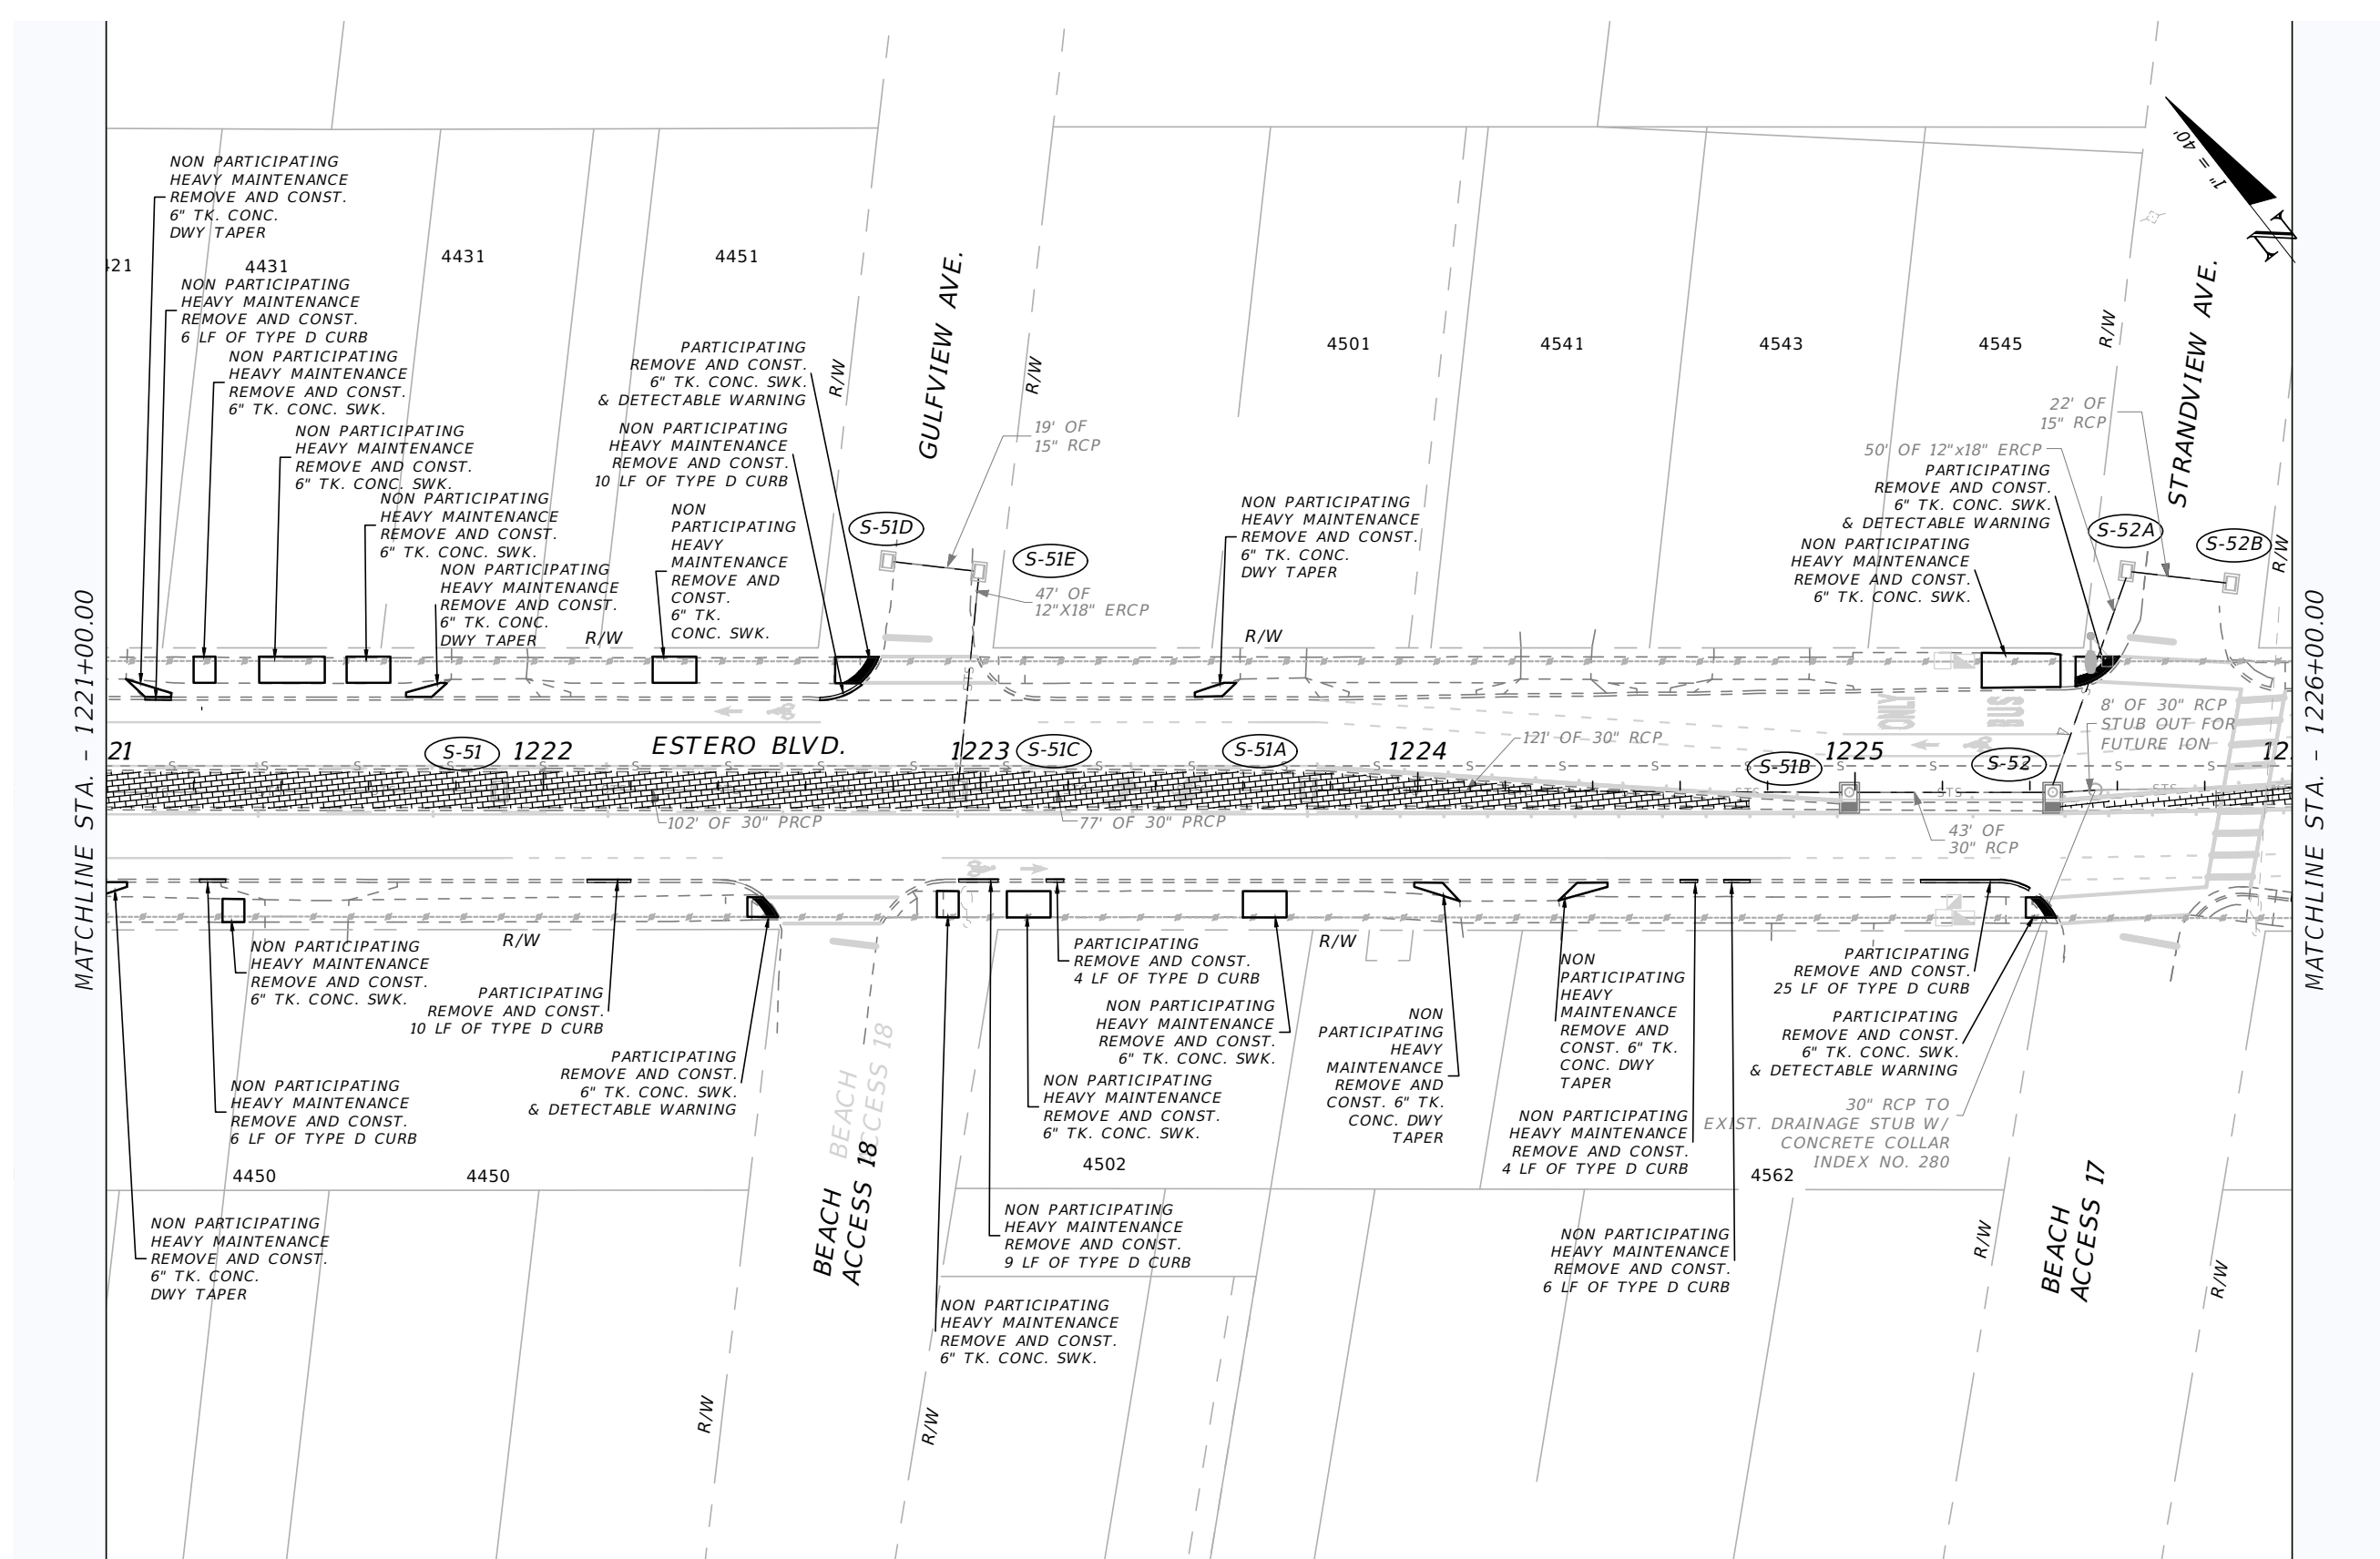 NON PARTICIPATING
HEAVY MAINTENANCE
REMOVE AND CONST.
6" TK. CONC.
DWY TAPER
421
4431
4431
4451
NON PARTICIPATING
HEAVY MAINTENANCE
REMOVE AND CONST.
6 LF OF TYPE D CURB
NON PARTICIPATING
HEAVY MAINTENANCE
REMOVE AND CONST.
6" TK. CONC. SWK.
NON PARTICIPATING
HEAVY MAINTENANCE
REMOVE AND CONST.
6" TK. CONC. SWK.
NON PARTICIPATING
HEAVY MAINTENANCE
REMOVE AND CONST.
6" TK. CONC. SWK.
NON PARTICIPATING
HEAVY MAINTENANCE
REMOVE AND CONST.
6" TK. CONC.
DWY TAPER
R/W
PARTICIPATING
REMOVE AND CONST.
6" TK. CONC. SWK.
& DETECTABLE WARNING
NON PARTICIPATING
HEAVY MAINTENANCE
REMOVE AND CONST.
10 LF OF TYPE D CURB
NON
PARTICIPATING
HEAVY
MAINTENANCE
REMOVE AND
CONST.
6" TK.
CONC. SWK.
R/W
GULFVIEW AVE.
R/W
S-51D
S-51E
19' OF
15" RCP
47' OF
12"X18" ERCP
STS
4501
4541
4543
4545
NON PARTICIPATING
HEAVY MAINTENANCE
REMOVE AND CONST.
6" TK. CONC.
DWY TAPER
R/W
1" = 40'
N
R/W
STRANDVIEW AVE.
R/W
22' OF
15" RCP
50' OF 12"x18" ERCP
PARTICIPATING
REMOVE AND CONST.
6" TK. CONC. SWK.
& DETECTABLE WARNING
NON PARTICIPATING
HEAVY MAINTENANCE
REMOVE AND CONST.
6" TK. CONC. SWK.
S-52A
S-52B
ONLY
BUS
8' OF 30" RCP
STUB OUT FOR
FUTURE ION
MATCHLINE STA. - 1221+00.00
MATCHLINE STA. - 1226+00.00
21
S-51
1222
ESTERO BLVD.
1223
S-51C
S-51A
1224
121' OF 30" RCP
S-51B
1225
S-52
12
STS
STS
STS
102' OF 30" PRCP
77' OF 30" PRCP
43' OF
30" RCP
NON PARTICIPATING
HEAVY MAINTENANCE
REMOVE AND CONST.
6" TK. CONC. SWK.
R/W
PARTICIPATING
REMOVE AND CONST.
10 LF OF TYPE D CURB
NON PARTICIPATING
HEAVY MAINTENANCE
REMOVE AND CONST.
6 LF OF TYPE D CURB
PARTICIPATING
REMOVE AND CONST.
6" TK. CONC. SWK.
& DETECTABLE WARNING
4450
4450
NON PARTICIPATING
HEAVY MAINTENANCE
REMOVE AND CONST.
6" TK. CONC.
DWY TAPER
BEACH
ACCESS 18
BEACH
ACCESS 18
R/W
R/W
PARTICIPATING
REMOVE AND CONST.
4 LF OF TYPE D CURB
NON PARTICIPATING
HEAVY MAINTENANCE
REMOVE AND CONST.
6" TK. CONC. SWK.
NON PARTICIPATING
HEAVY MAINTENANCE
REMOVE AND CONST.
6" TK. CONC. SWK.
4502
NON PARTICIPATING
HEAVY MAINTENANCE
REMOVE AND CONST.
9 LF OF TYPE D CURB
NON PARTICIPATING
HEAVY MAINTENANCE
REMOVE AND CONST.
6" TK. CONC. SWK.
R/W
NON
PARTICIPATING
HEAVY
MAINTENANCE
REMOVE AND
CONST. 6" TK.
CONC. DWY
TAPER
NON
PARTICIPATING
HEAVY
MAINTENANCE
REMOVE AND
CONST. 6" TK.
CONC. DWY
TAPER
NON PARTICIPATING
HEAVY MAINTENANCE
REMOVE AND CONST.
4 LF OF TYPE D CURB
NON PARTICIPATING
HEAVY MAINTENANCE
REMOVE AND CONST.
6 LF OF TYPE D CURB
PARTICIPATING
REMOVE AND CONST.
25 LF OF TYPE D CURB
PARTICIPATING
REMOVE AND CONST.
6" TK. CONC. SWK.
& DETECTABLE WARNING
30" RCP TO
EXIST. DRAINAGE STUB W/
CONCRETE COLLAR
INDEX NO. 280
4562
R/W
BEACH
ACCESS 17
R/W